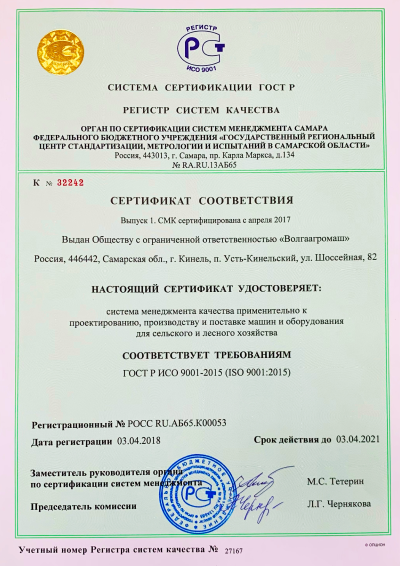 РЕГИСТР
РСТ
ИСО 9001
СИСТЕМА СЕРТИФИКАЦИИ ГОСТ Р
РЕГИСТР СИСТЕМ КАЧЕСТВА
ОРГАН ПО СЕРТИФИКАЦИИ СИСТЕМ МЕНЕДЖМЕНТА САМАРА
ФЕДЕРАЛЬНОГО БЮДЖЕТНОГО УЧРЕЖДЕНИЯ «ГОСУДАРСТВЕННЫЙ РЕГИОНАЛЬНЫЙ
ЦЕНТР СТАНДАРТИЗАЦИИ, МЕТРОЛОГИИ И ИСПЫТАНИЙ В САМАРСКОЙ ОБЛАСТИ»
Россия, 443013, г. Самара, пр. Карла Маркса, д.134
№ RA.RU.13АБ65
К № 32242
СЕРТИФИКАТ СООТВЕТСТВИЯ
Выпуск 1. СМК сертифицирована с апреля 2017
Выдан Обществу с ограниченной ответственностью «Волгаагромаш»
Россия, 446442, Самарская обл., г. Кинель, п. Усть-Кинельский, ул. Шоссейная, 82
НАСТОЯЩИЙ СЕРТИФИКАТ УДОСТОВЕРЯЕТ:
система менеджмента качества применительно к
проектированию, производству и поставке машин и оборудования
для сельского и лесного хозяйства
СООТВЕТСТВУЕТ ТРЕБОВАНИЯМ
ГОСТ Р ИСО 9001-2015 (ISO 9001:2015)
Регистрационный № РОСС RU.АБ65.К00053
Дата регистрации 03.04.2018 Срок действия до 03.04.2021
Заместитель руководителя органа
по сертификации систем менеджмента М.С. Тетерин
Председатель комиссии Л.Г. Чернякова
Учетный номер Регистра систем качества № 27167